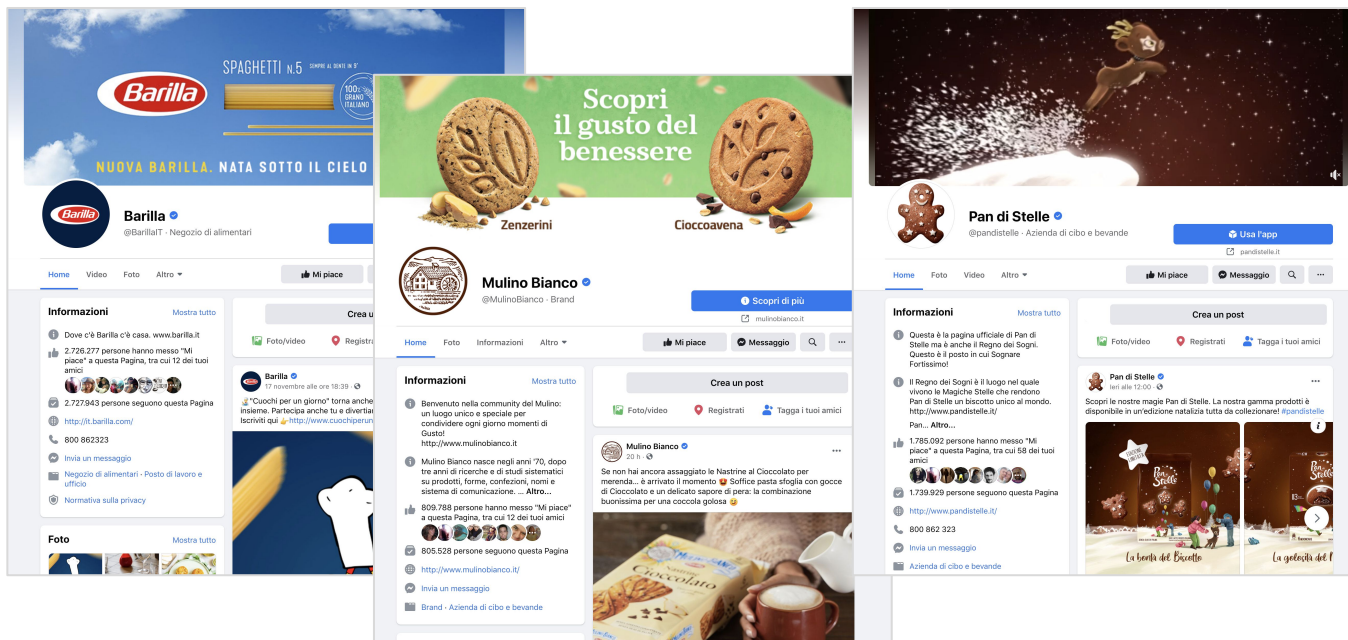 Barilla
SPAGHETTI N.5 SEMPRE AL DENTE IN 9'
100%
GRANO
ITALIANO
NUOVA BARILLA. NATA SOTTO IL CIELO
Barilla
Barilla
@BarillaIT · Negozio di alimentari
Home Video Foto Altro
Mi piace
Informazioni Mostra tutto
Dove c'è Barilla c'è casa. www.barilla.it
2.726.277 persone hanno messo "Mi
piace" a questa Pagina, tra cui 12 dei tuoi
amici
2.727.943 persone seguono questa Pagina
http://it.barilla.com/
800 862323
Invia un messaggio
Negozio di alimentari · Posto di lavoro e
ufficio
Normativa sulla privacy
Foto Mostra tutto
Crea u
Foto/video Registra
Barilla
17 novembre alle ore 18:39 ·
"Cuochi per un giorno" torna anche
insieme. Partecipa anche tu e divertia
Iscriviti qui http://www.cuochiperun
Scopri
il gusto del
benessere
Zenzerini
Cioccoavena
Mulino Bianco
@MulinoBianco · Brand
Scopri di più
mulinobianco.it
Home Foto Informazioni Altro
Mi piace Messaggio
Informazioni Mostra tutto
Benvenuto nella community del Mulino:
un luogo unico e speciale per
condividere ogni giorno momenti di
Gusto!
http://www.mulinobianco.it
Mulino Bianco nasce negli anni '70, dopo
tre anni di ricerche e di studi sistematici
su prodotti, forme, confezioni, nomi e
sistema di comunicazione. ... Altro...
809.788 persone hanno messo "Mi piace"
a questa Pagina, tra cui 12 dei tuoi amici
805.528 persone seguono questa Pagina
http://www.mulinobianco.it/
Invia un messaggio
Brand · Azienda di cibo e bevande
Crea un post
Foto/video Registrati Tagga i tuoi amici
Mulino Bianco
20 h ·
Se non hai ancora assaggiato le Nastrine al Cioccolato per
merenda... è arrivato il momento Soffice pasta sfoglia con gocce
di Cioccolato e un delicato sapore di pera: la combinazione
buonissima per una coccola golosa
Cioccolato
Pan di Stelle
@pandistelle · Azienda di cibo e bevande
Usa l'app
pandistelle.it
Home Foto Video Altro
Mi piace Messaggio
Informazioni Mostra tutto
Questa è la pagina ufficiale di Pan di
Stelle ma è anche il Regno dei Sogni.
Questo è il posto in cui Sognare
Fortissimo!
Il Regno dei Sogni è il luogo nel quale
vivono le Magiche Stelle che rendono
Pan di Stelle un biscotto unico al mondo.
http://www.pandistelle.it/
Pan... Altro...
1.785.092 persone hanno messo "Mi
piace" a questa Pagina, tra cui 58 dei tuoi
amici
1.739.929 persone seguono questa Pagina
http://www.pandistelle.it/
800 862 323
Invia un messaggio
Azienda di cibo e bevande
Crea un post
Foto/video Registrati Tagga i tuoi amici
Pan di Stelle
Ieri alle 12:00 ·
Scopri le nostre magie Pan di Stelle. La nostra gamma prodotti è
disponibile in un'edizione natalizia tutta da collezionare! #pandistelle
Pan di
Stelle
La bontà del Biscotto
Pan di
Stelle
La golosità del P